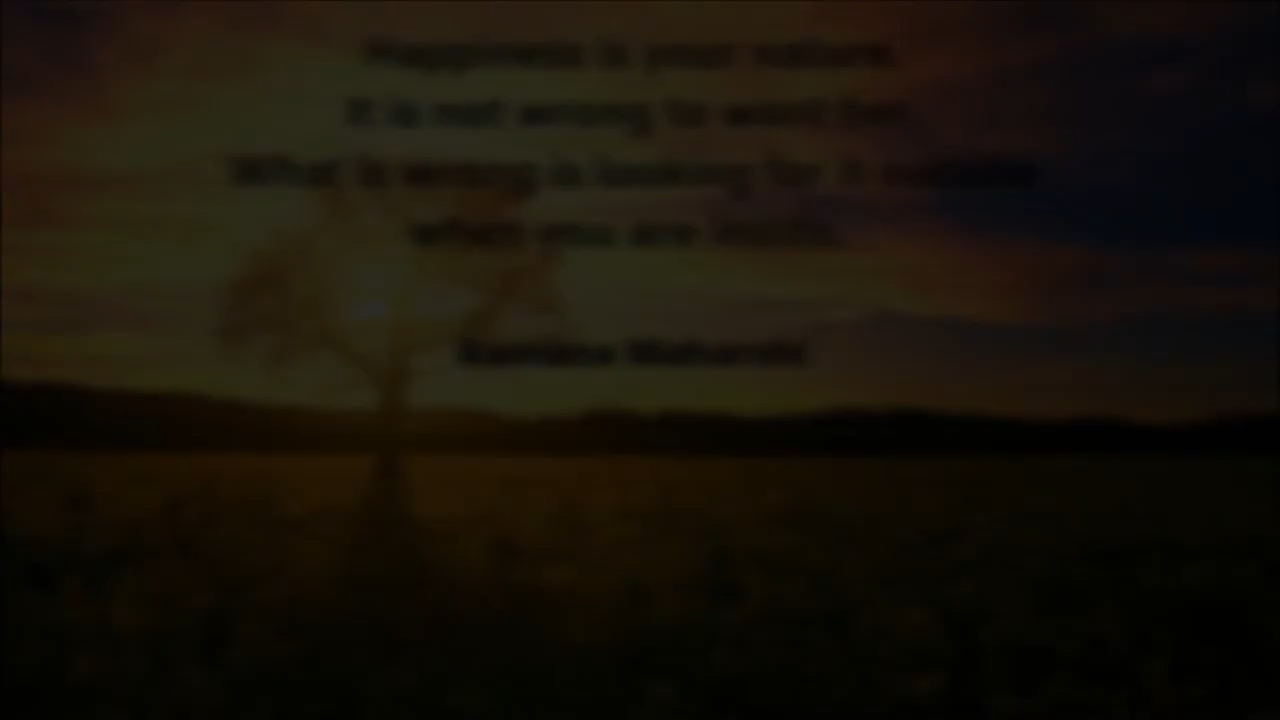 Happiness is your nature.
It is not wrong to want
What is wrong is looking for it outside
when you are inside.
Ramana Maharshi